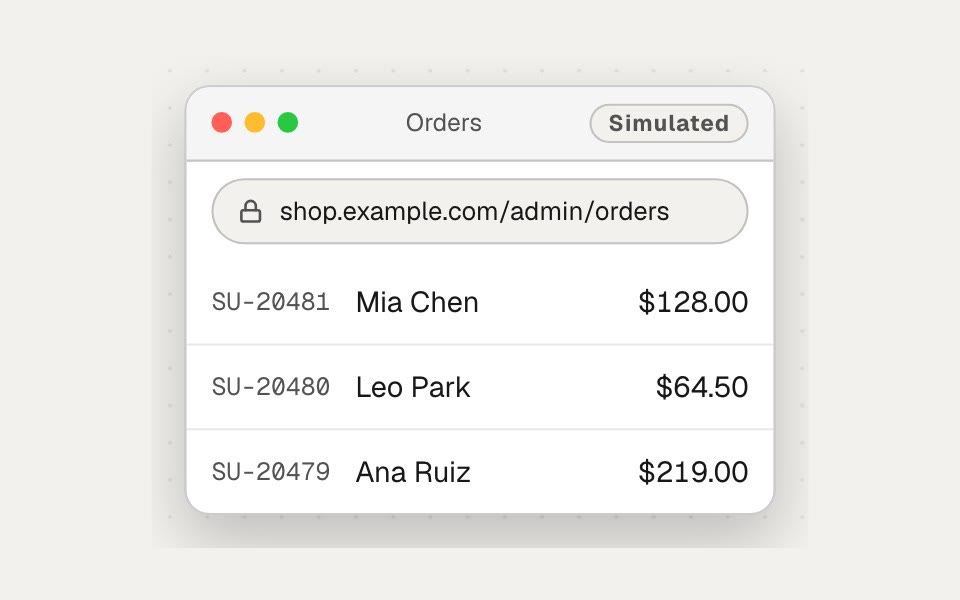 Orders
Simulated
shop.example.com/admin/orders
SU-20481 Mia Chen $128.00
SU-20480 Leo Park $64.50
SU-20479 Ana Ruiz $219.00